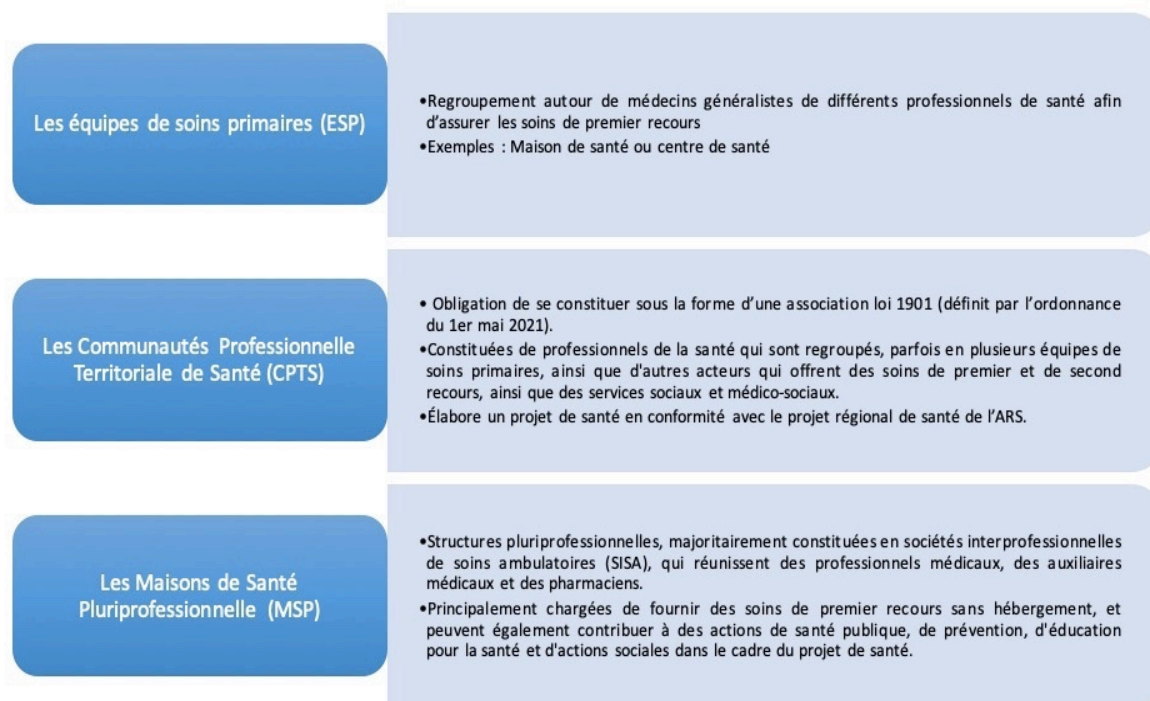 Les équipes de soins primaires (ESP)
•Regroupement autour de médecins généralistes de différents professionnels de santé afin
d'assurer les soins de premier recours
•Exemples : Maison de santé ou centre de santé
Les Communautés Professionnelle
Territoriale de Santé (CPTS)
• Obligation de se constituer sous la forme d'une association loi 1901 (définit par l'ordonnance
du 1er mai 2021).
•Constituées de professionnels de la santé qui sont regroupés, parfois en plusieurs équipes de
soins primaires, ainsi que d'autres acteurs qui offrent des soins de premier et de second
recours, ainsi que des services sociaux et médico-sociaux.
•Élabore un projet de santé en conformité avec le projet régional de santé de l'ARS.
Les Maisons de Santé
Pluriprofessionnelle (MSP)
•Structures pluriprofessionnelles, majoritairement constituées en sociétés interprofessionnelles
de soins ambulatoires (SISA), qui réunissent des professionnels médicaux, des auxiliaires
médicaux et des pharmaciens.
•Principalement chargées de fournir des soins de premier recours sans hébergement, et
peuvent également contribuer à des actions de santé publique, de prévention, d'éducation
pour la santé et d'actions sociales dans le cadre du projet de santé.